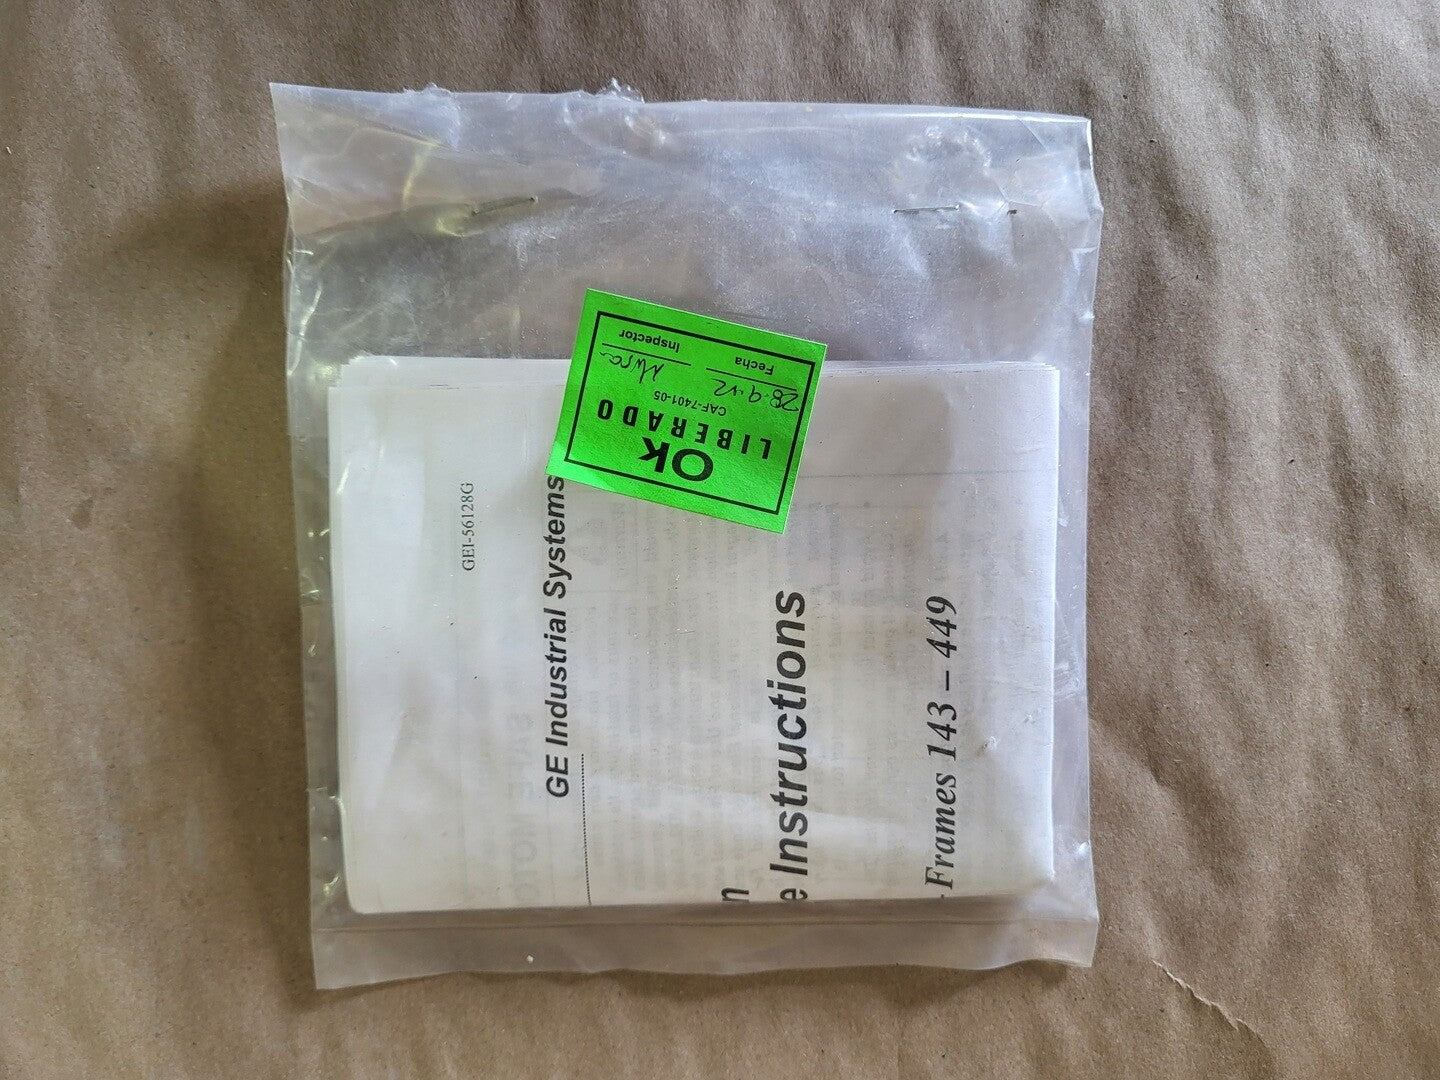 GEI-56128G
GE Industrial Systems
n
e Instructions
- Frames 143 – 449
OK
LIBERADO
CAF-7401-05
28-9-12
Fecha
Inspector